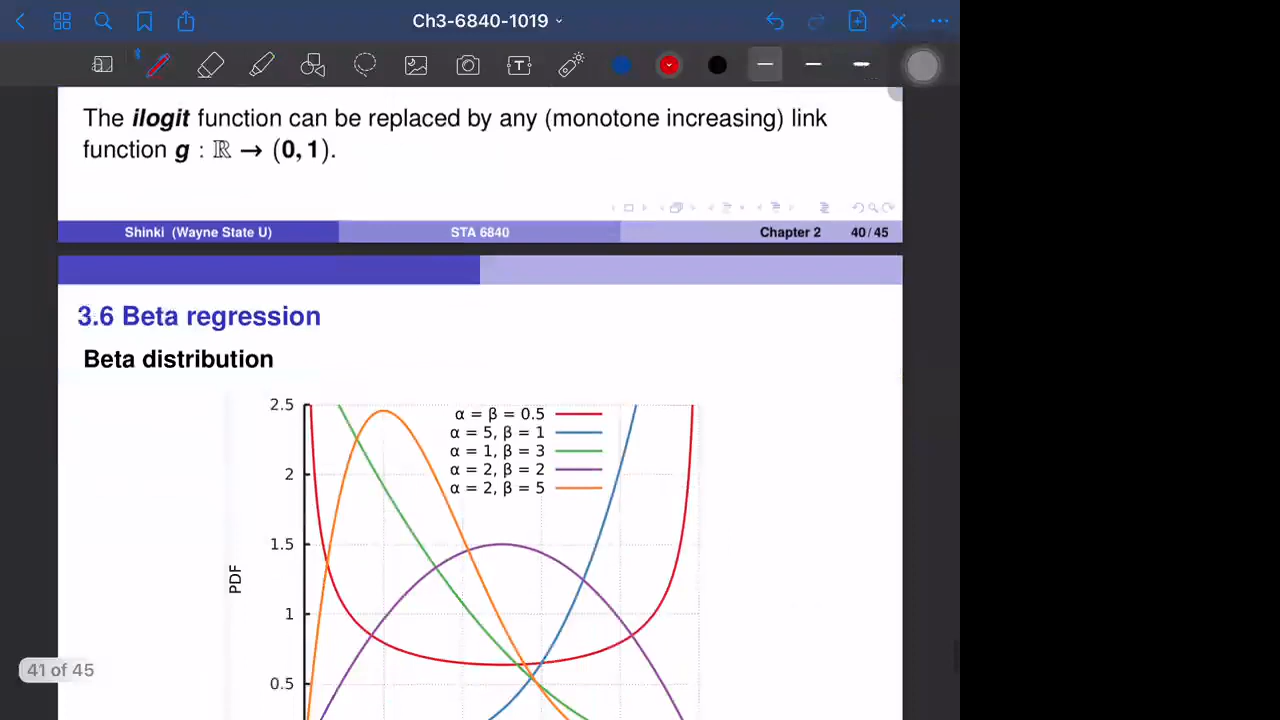 Ch3-6840-1019
T
The ilogit function can be replaced by any (monotone increasing) link
function g : ℝ → (0, 1).
Shinki (Wayne State U) STA 6840 Chapter 2 40 / 45
3.6 Beta regression
Beta distribution
2.5
2
1.5
1
0.5
PDF
α = β = 0.5
α = 5, β = 1
α = 1, β = 3
α = 2, β = 2
α = 2, β = 5
41 of 45